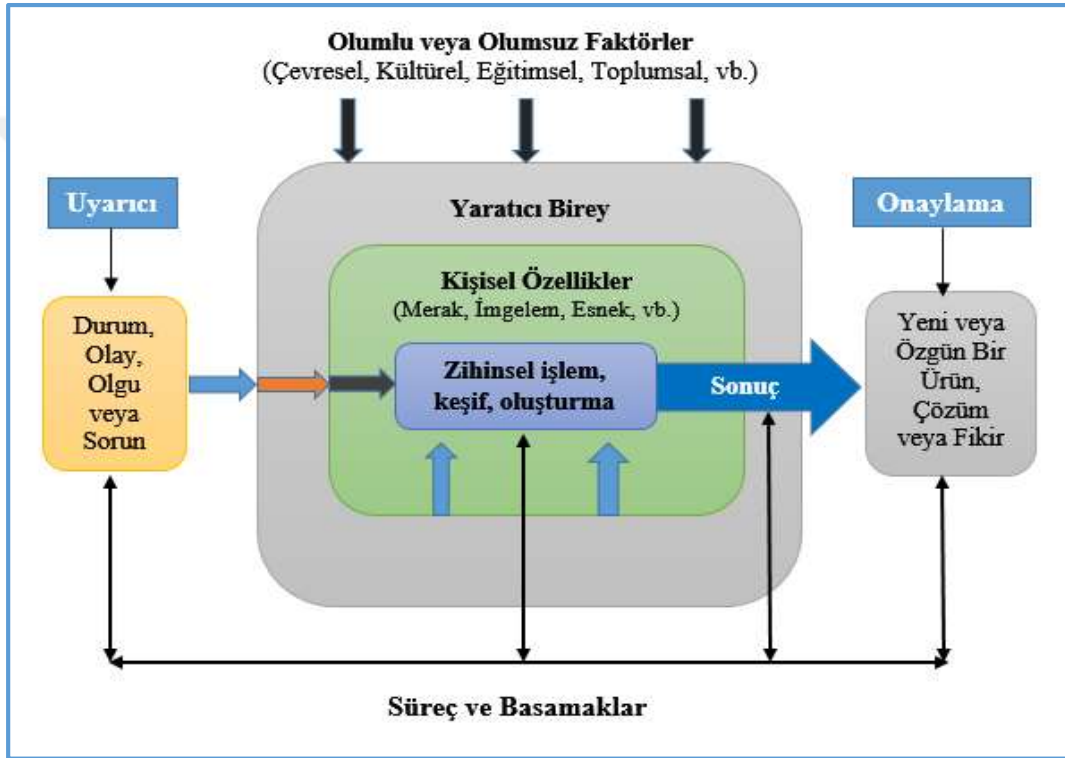 Olumlu veya Olumsuz Faktörler
(Çevresel, Kültürel, Eğitimsel, Toplumsal, vb.)
Uyarıcı
Durum,
Olay,
Olgu
veya
Sorun
Yaratıcı Birey
Kişisel Özellikler
(Merak, İmgelem, Esnek, vb.)
Zihinsel işlem,
keşif, oluşturma
Sonuç
Onaylama
Yeni veya
Özgün Bir
Ürün,
Çözüm
veya Fikir
Süreç ve Basamaklar